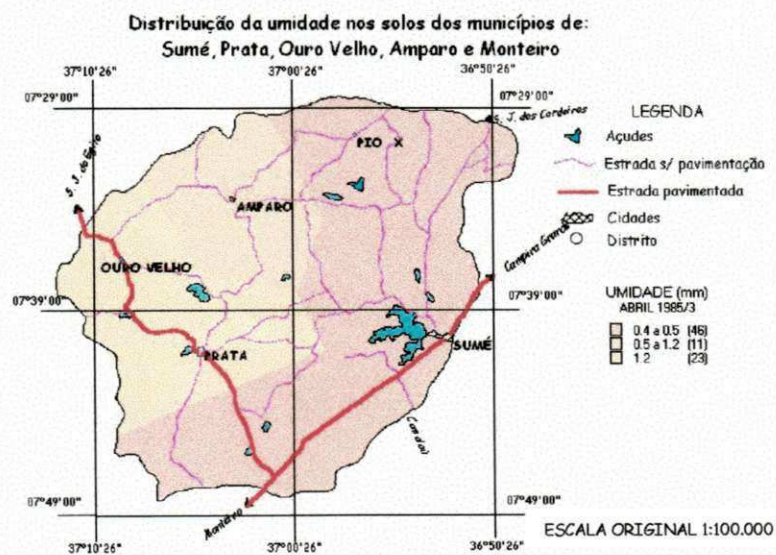 Distribuição da umidade nos solos dos municípios de:
Sumé, Prata, Ouro Velho, Amparo e Monteiro
37°10'26" 37°00'26" 36°50'26"
07°29'00" 07°29'00"
S. J. dos Cordeiros
PIO X
S. J. do Egito
AMPARO
OURO VELHO
Campina Grande
07°39'00" 07°39'00"
SUMÉ
PRATA
Monteiro
07°49'00" 07°49'00"
37°10'26" 37°00'26" 36°50'26"
LEGENDA
Açudes
Estrada s/ pavimentação
Estrada pavimentada
Cidades
Distrito
UMIDADE (mm)
ABRIL 1985/3
0.4 a 0.5 (46)
0.5 a 1.2 (11)
1.2 (23)
ESCALA ORIGINAL 1:100.000